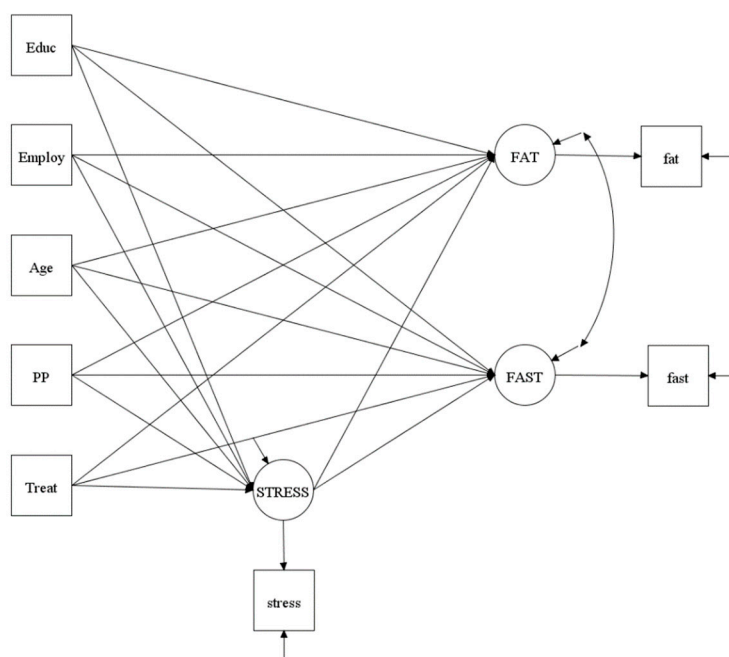 Educ
Employ
Age
PP
Treat
FAT
fat
FAST
fast
STRESS
stress